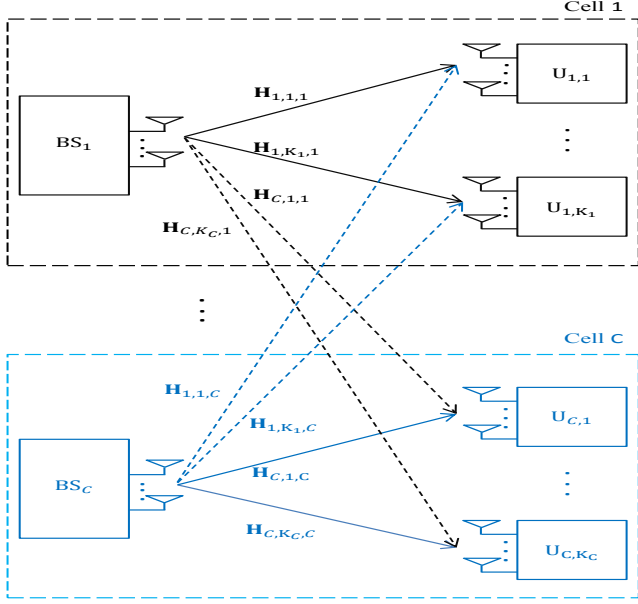 Cell 1
H1,1,1
U1,1
BS1
H1,K1,1
HC,1,1
U1,K1
HC,KC,1
Cell C
H1,1,C
H1,K1,C
UC,1
HC,1,C
BSC
HC,KC,C
UC,KC